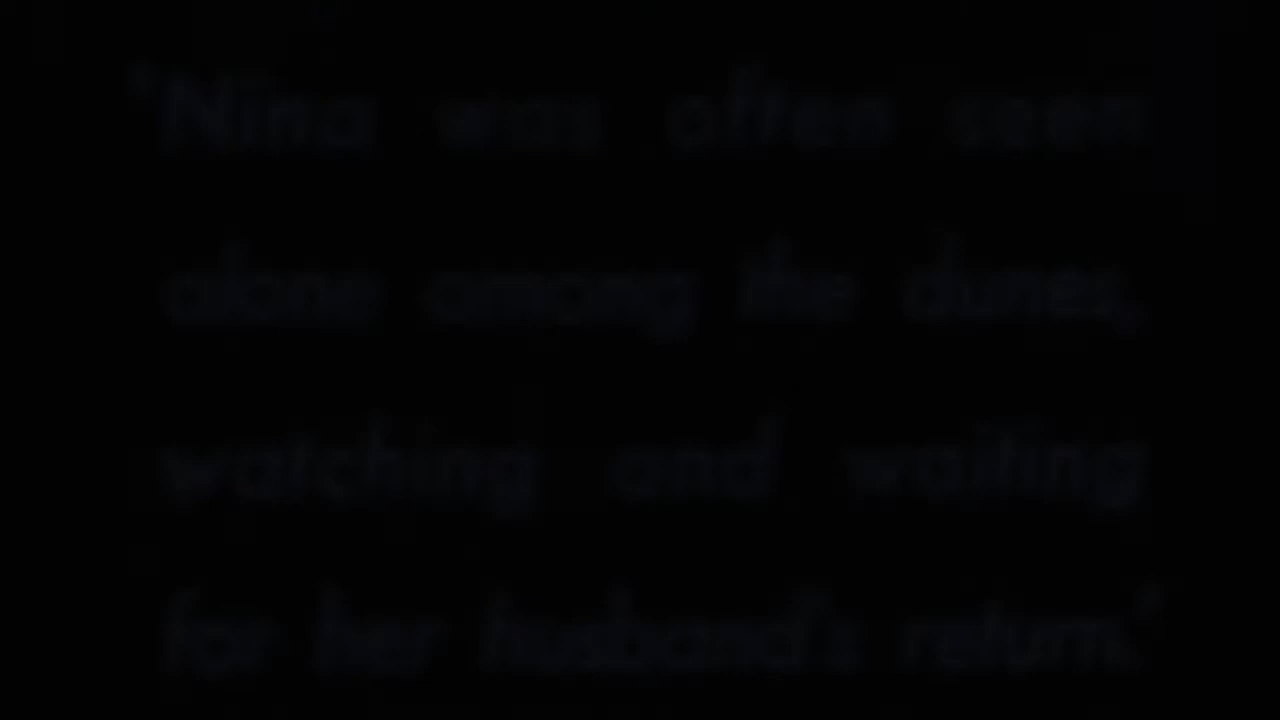 "Nina was often seen
alone among the dunes,
watching and waiting
for her husband's return."